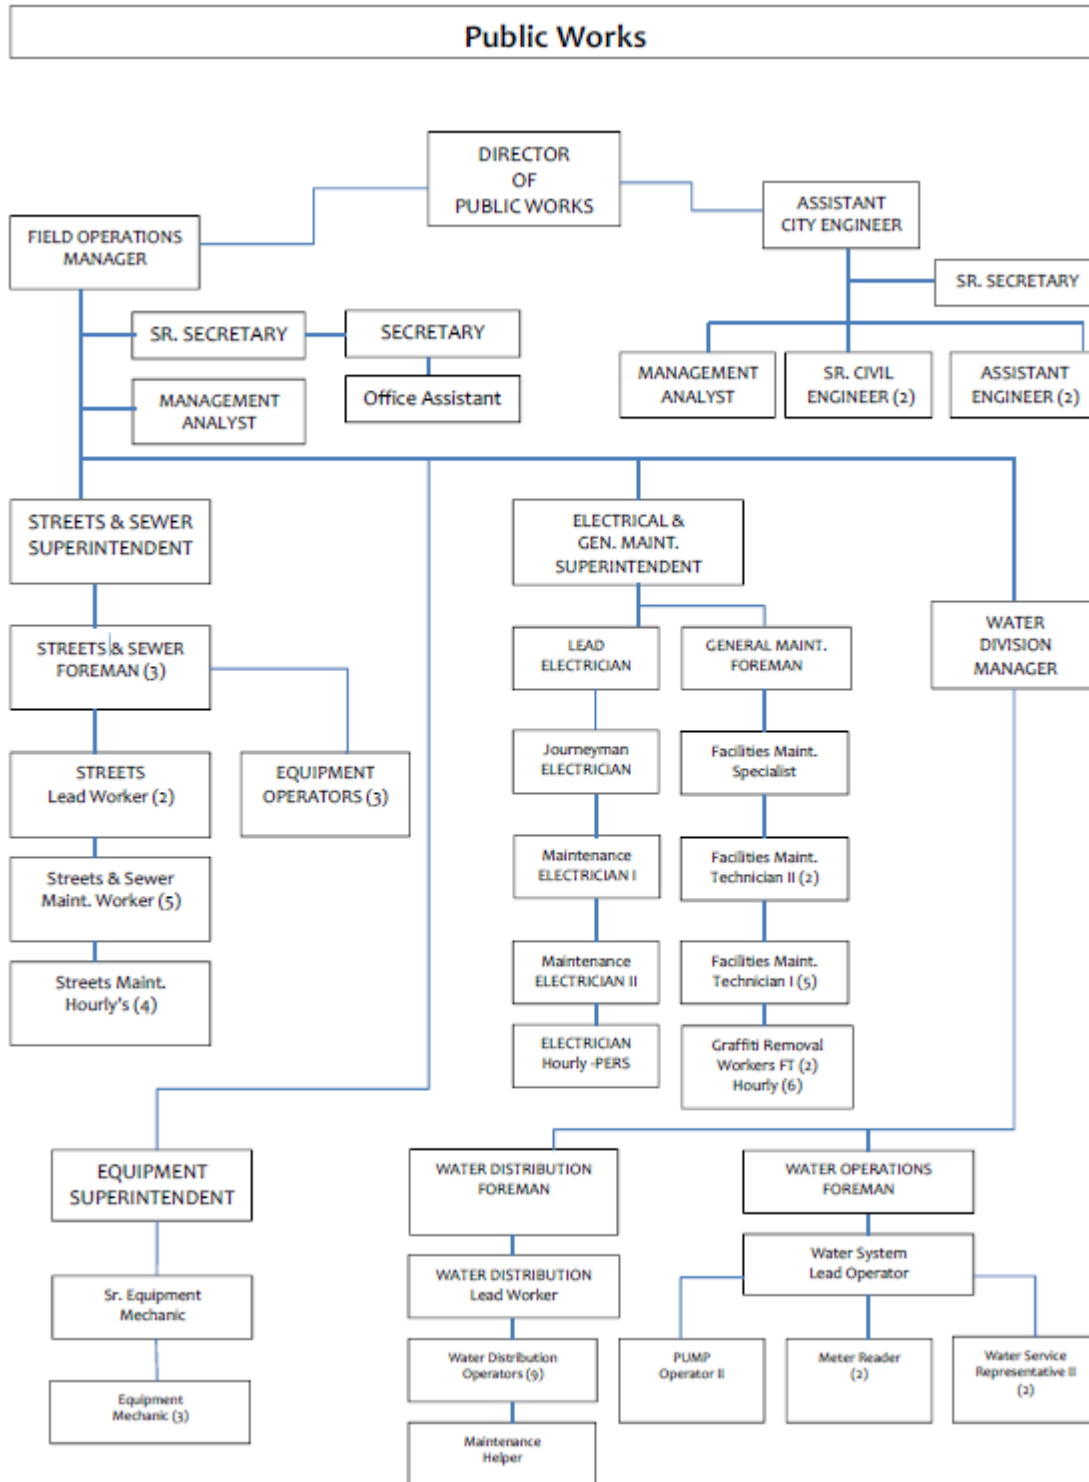 Public Works
DIRECTOR
OF
PUBLIC WORKS
ASSISTANT
CITY ENGINEER
FIELD OPERATIONS
MANAGER
SR. SECRETARY
SR. SECRETARY
SECRETARY
MANAGEMENT
ANALYST
SR. CIVIL
ENGINEER (2)
ASSISTANT
ENGINEER (2)
MANAGEMENT
ANALYST
Office Assistant
STREETS & SEWER
SUPERINTENDENT
ELECTRICAL &
GEN. MAINT.
SUPERINTENDENT
WATER
DIVISION
MANAGER
STREETS & SEWER
FOREMAN (3)
LEAD
ELECTRICIAN
GENERAL MAINT.
FOREMAN
STREETS
Lead Worker (2)
EQUIPMENT
OPERATORS (3)
Journeyman
ELECTRICIAN
Facilities Maint.
Specialist
Streets & Sewer
Maint. Worker (5)
Maintenance
ELECTRICIAN I
Facilities Maint.
Technician II (2)
Streets Maint.
Hourly's (4)
Maintenance
ELECTRICIAN II
Facilities Maint.
Technician I (5)
ELECTRICIAN
Hourly -PERS
Graffiti Removal
Workers FT (2)
Hourly (6)
EQUIPMENT
SUPERINTENDENT
WATER DISTRIBUTION
FOREMAN
WATER OPERATIONS
FOREMAN
Sr. Equipment
Mechanic
WATER DISTRIBUTION
Lead Worker
Water System
Lead Operator
Equipment
Mechanic (3)
Water Distribution
Operators (9)
PUMP
Operator II
Meter Reader
(2)
Water Service
Representative II
(2)
Maintenance
Helper